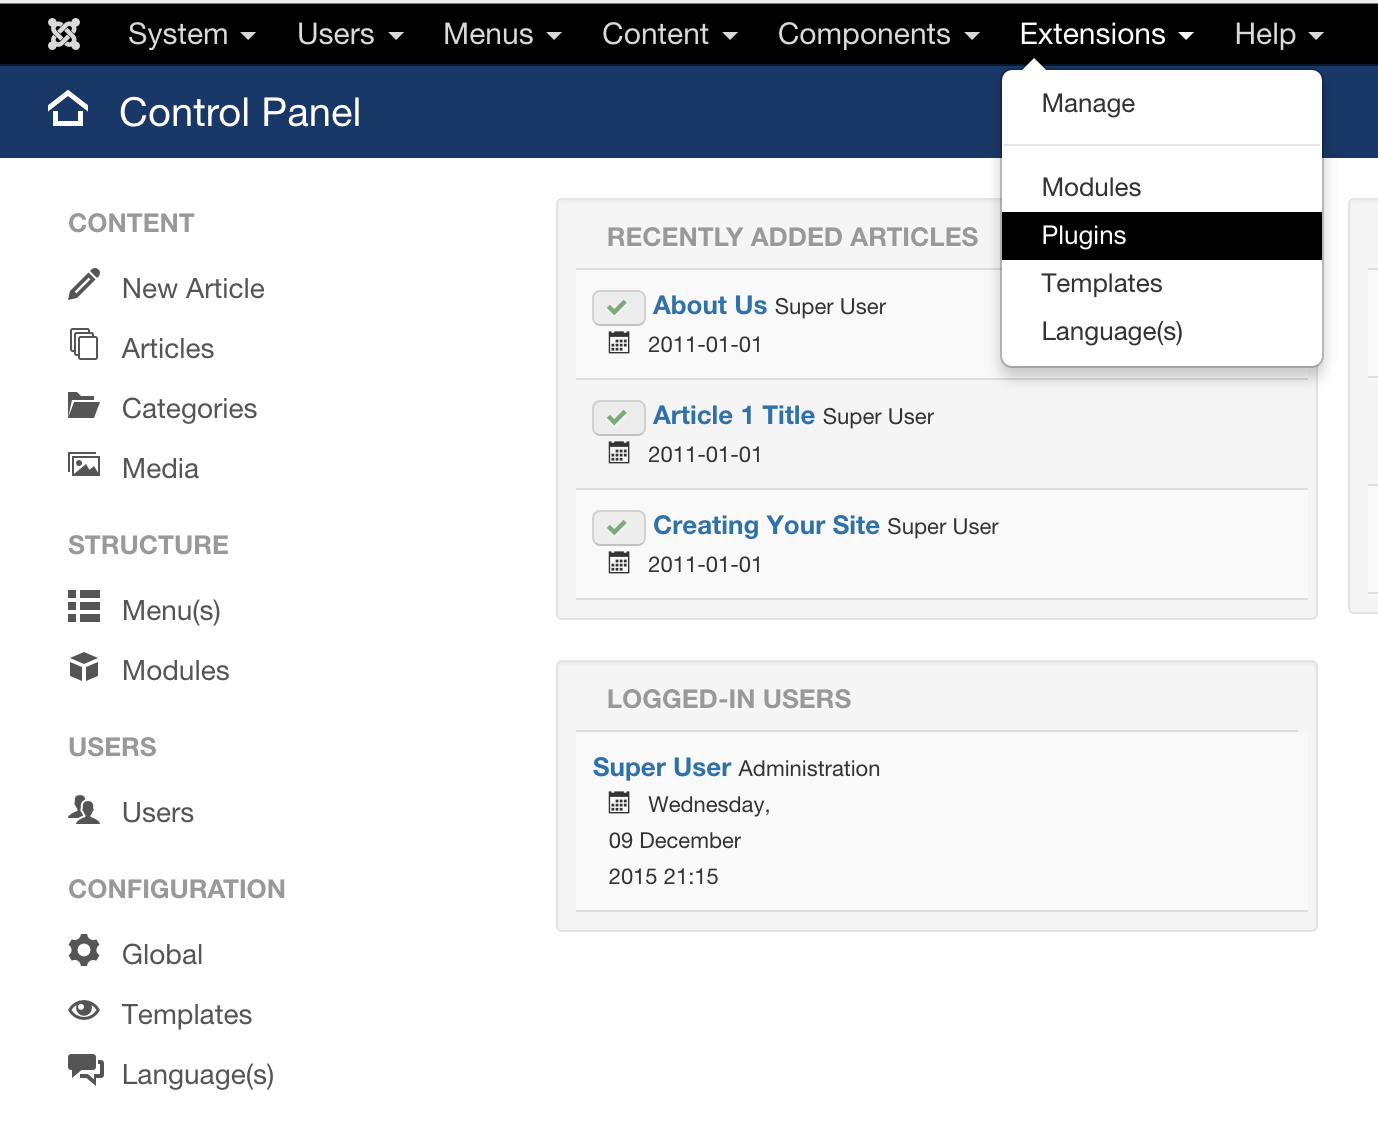 System Users Menus Content Components Extensions Help
Control Panel
Manage
Modules
Plugins
Templates
Language(s)
CONTENT
New Article
Articles
Categories
Media
STRUCTURE
Menu(s)
Modules
USERS
Users
CONFIGURATION
Global
Templates
Language(s)
RECENTLY ADDED ARTICLES
About Us Super User
2011-01-01
Article 1 Title Super User
2011-01-01
Creating Your Site Super User
2011-01-01
LOGGED-IN USERS
Super User Administration
Wednesday,
09 December
2015 21:15